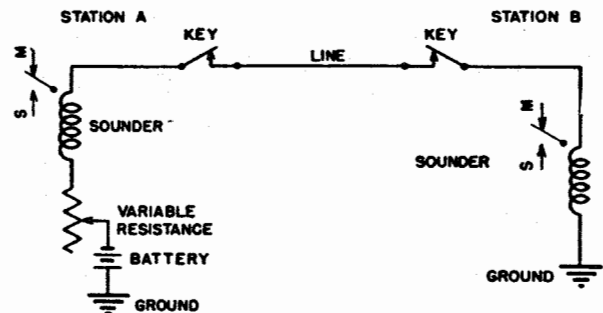 STATION A
STATION B
KEY
KEY
LINE
M
S
SOUNDER
M
S
SOUNDER
VARIABLE
RESISTANCE
BATTERY
GROUND
GROUND